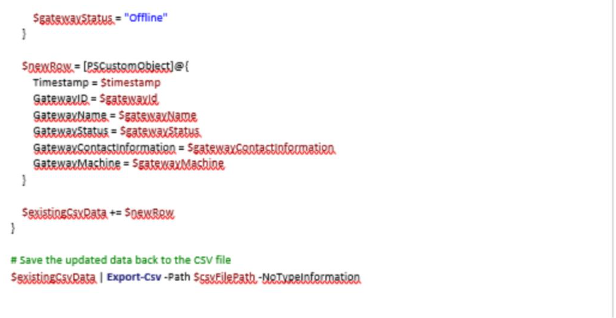 $gatewayStatus = "Offline"
}
$newRow = [PSCustomObject]@{
Timestamp = $timestamp
GatewayID = $gatewayId
GatewayName = $gatewayName
GatewayStatus = $gatewayStatus
GatewayContactInformation = $gatewayContactInformation
GatewayMachine = $gatewayMachine
}
$existingCsvData += $newRow
}
# Save the updated data back to the CSV file
$existingCsvData | Export-Csv -Path $csvFilePath -NoTypeInformation